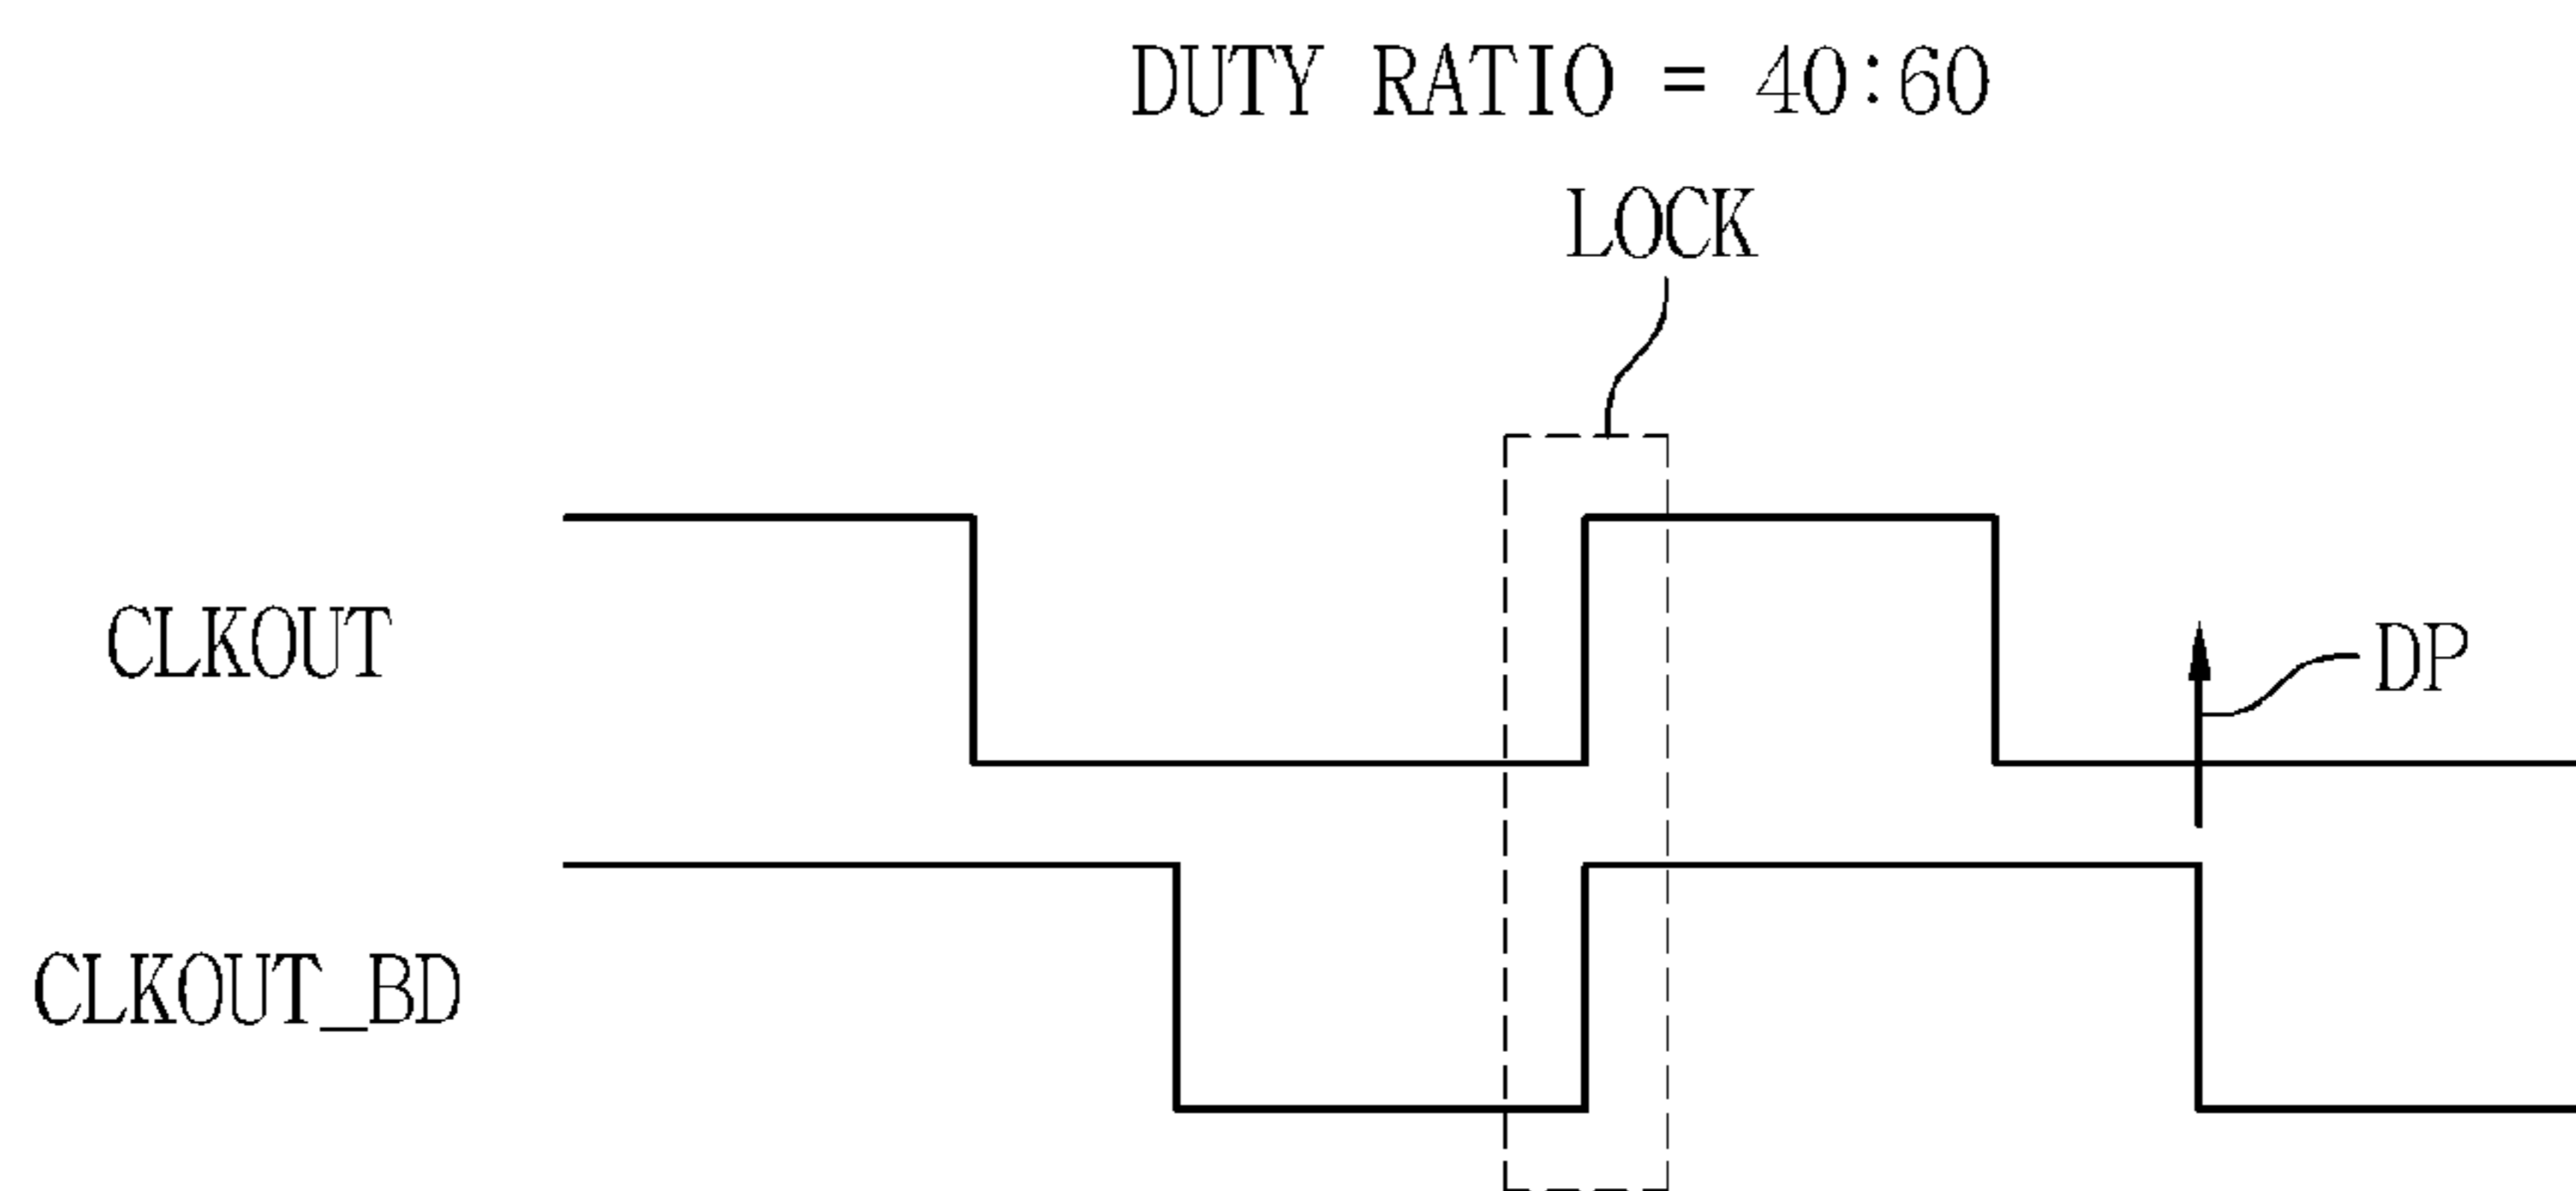 DUTY RATIO = 40:60
LOCK
CLKOUT
DP
CLKOUT_BD